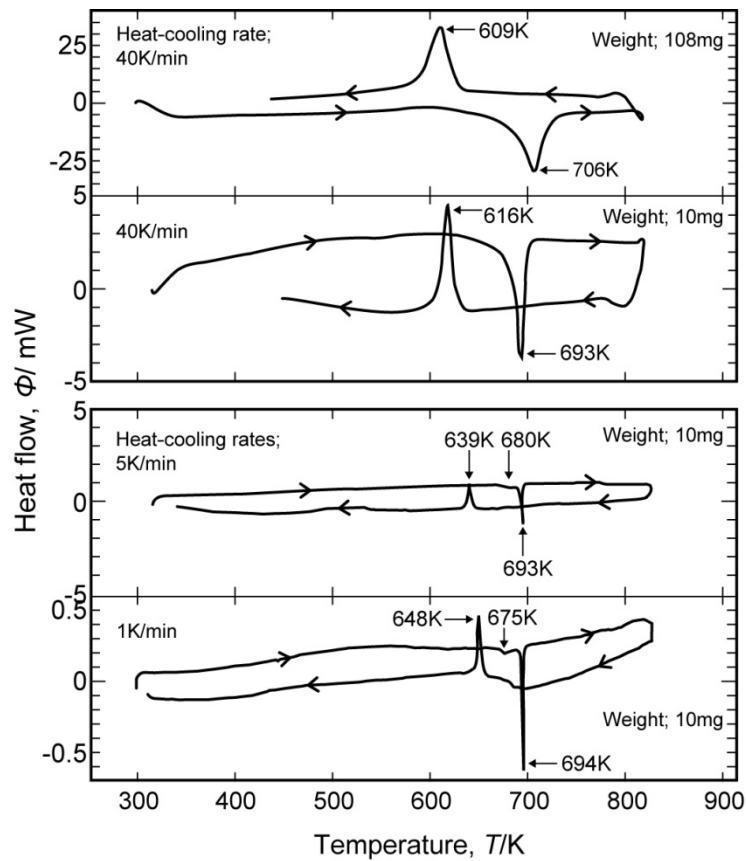 Heat-cooling rate;
40K/min
609K
Weight; 108mg
25
0
-25
706K
5
40K/min
616K
Weight; 10mg
0
693K
-5
5
Heat-cooling rates;
5K/min
639K
680K
Weight; 10mg
0
693K
-5
0.5
1K/min
648K
675K
0
Weight; 10mg
-0.5
694K
300 400 500 600 700 800 900
Temperature, T/K
Heat flow, Φ/ mW